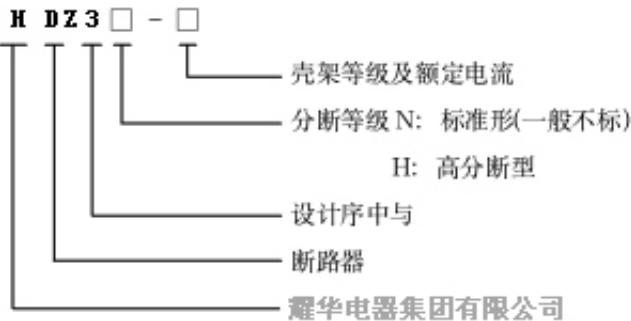 H DZ3□-□
壳架等级及额定电流
分断等级 N: 标准形(一般不标)
H: 高分断型
设计序中与
断路器
耀华电器集团有限公司